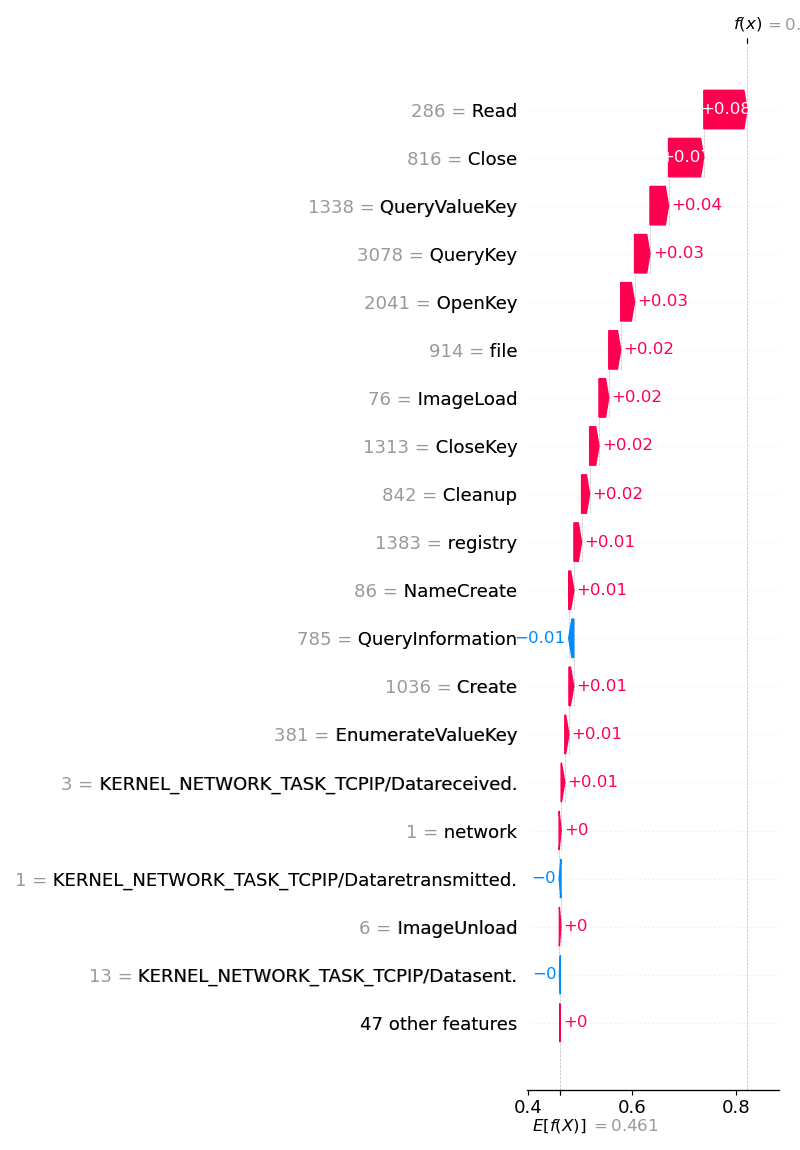 f(x) = 0.
286 = Read
+0.08
816 = Close
+0.0
1338 = QueryValueKey
+0.04
3078 = QueryKey
+0.03
2041 = OpenKey
+0.03
914 = file
+0.02
76 = ImageLoad
+0.02
1313 = CloseKey
+0.02
842 = Cleanup
+0.02
1383 = registry
+0.01
86 = NameCreate
+0.01
785 = QueryInformation
−0.01
1036 = Create
+0.01
381 = EnumerateValueKey
+0.01
3 = KERNEL_NETWORK_TASK_TCPIP/Datareceived.
+0.01
1 = network
+0
1 = KERNEL_NETWORK_TASK_TCPIP/Dataretransmitted.
−0
6 = ImageUnload
+0
13 = KERNEL_NETWORK_TASK_TCPIP/Datasent.
−0
47 other features
+0
0.4 0.6 0.8
E[f(X)] = 0.461